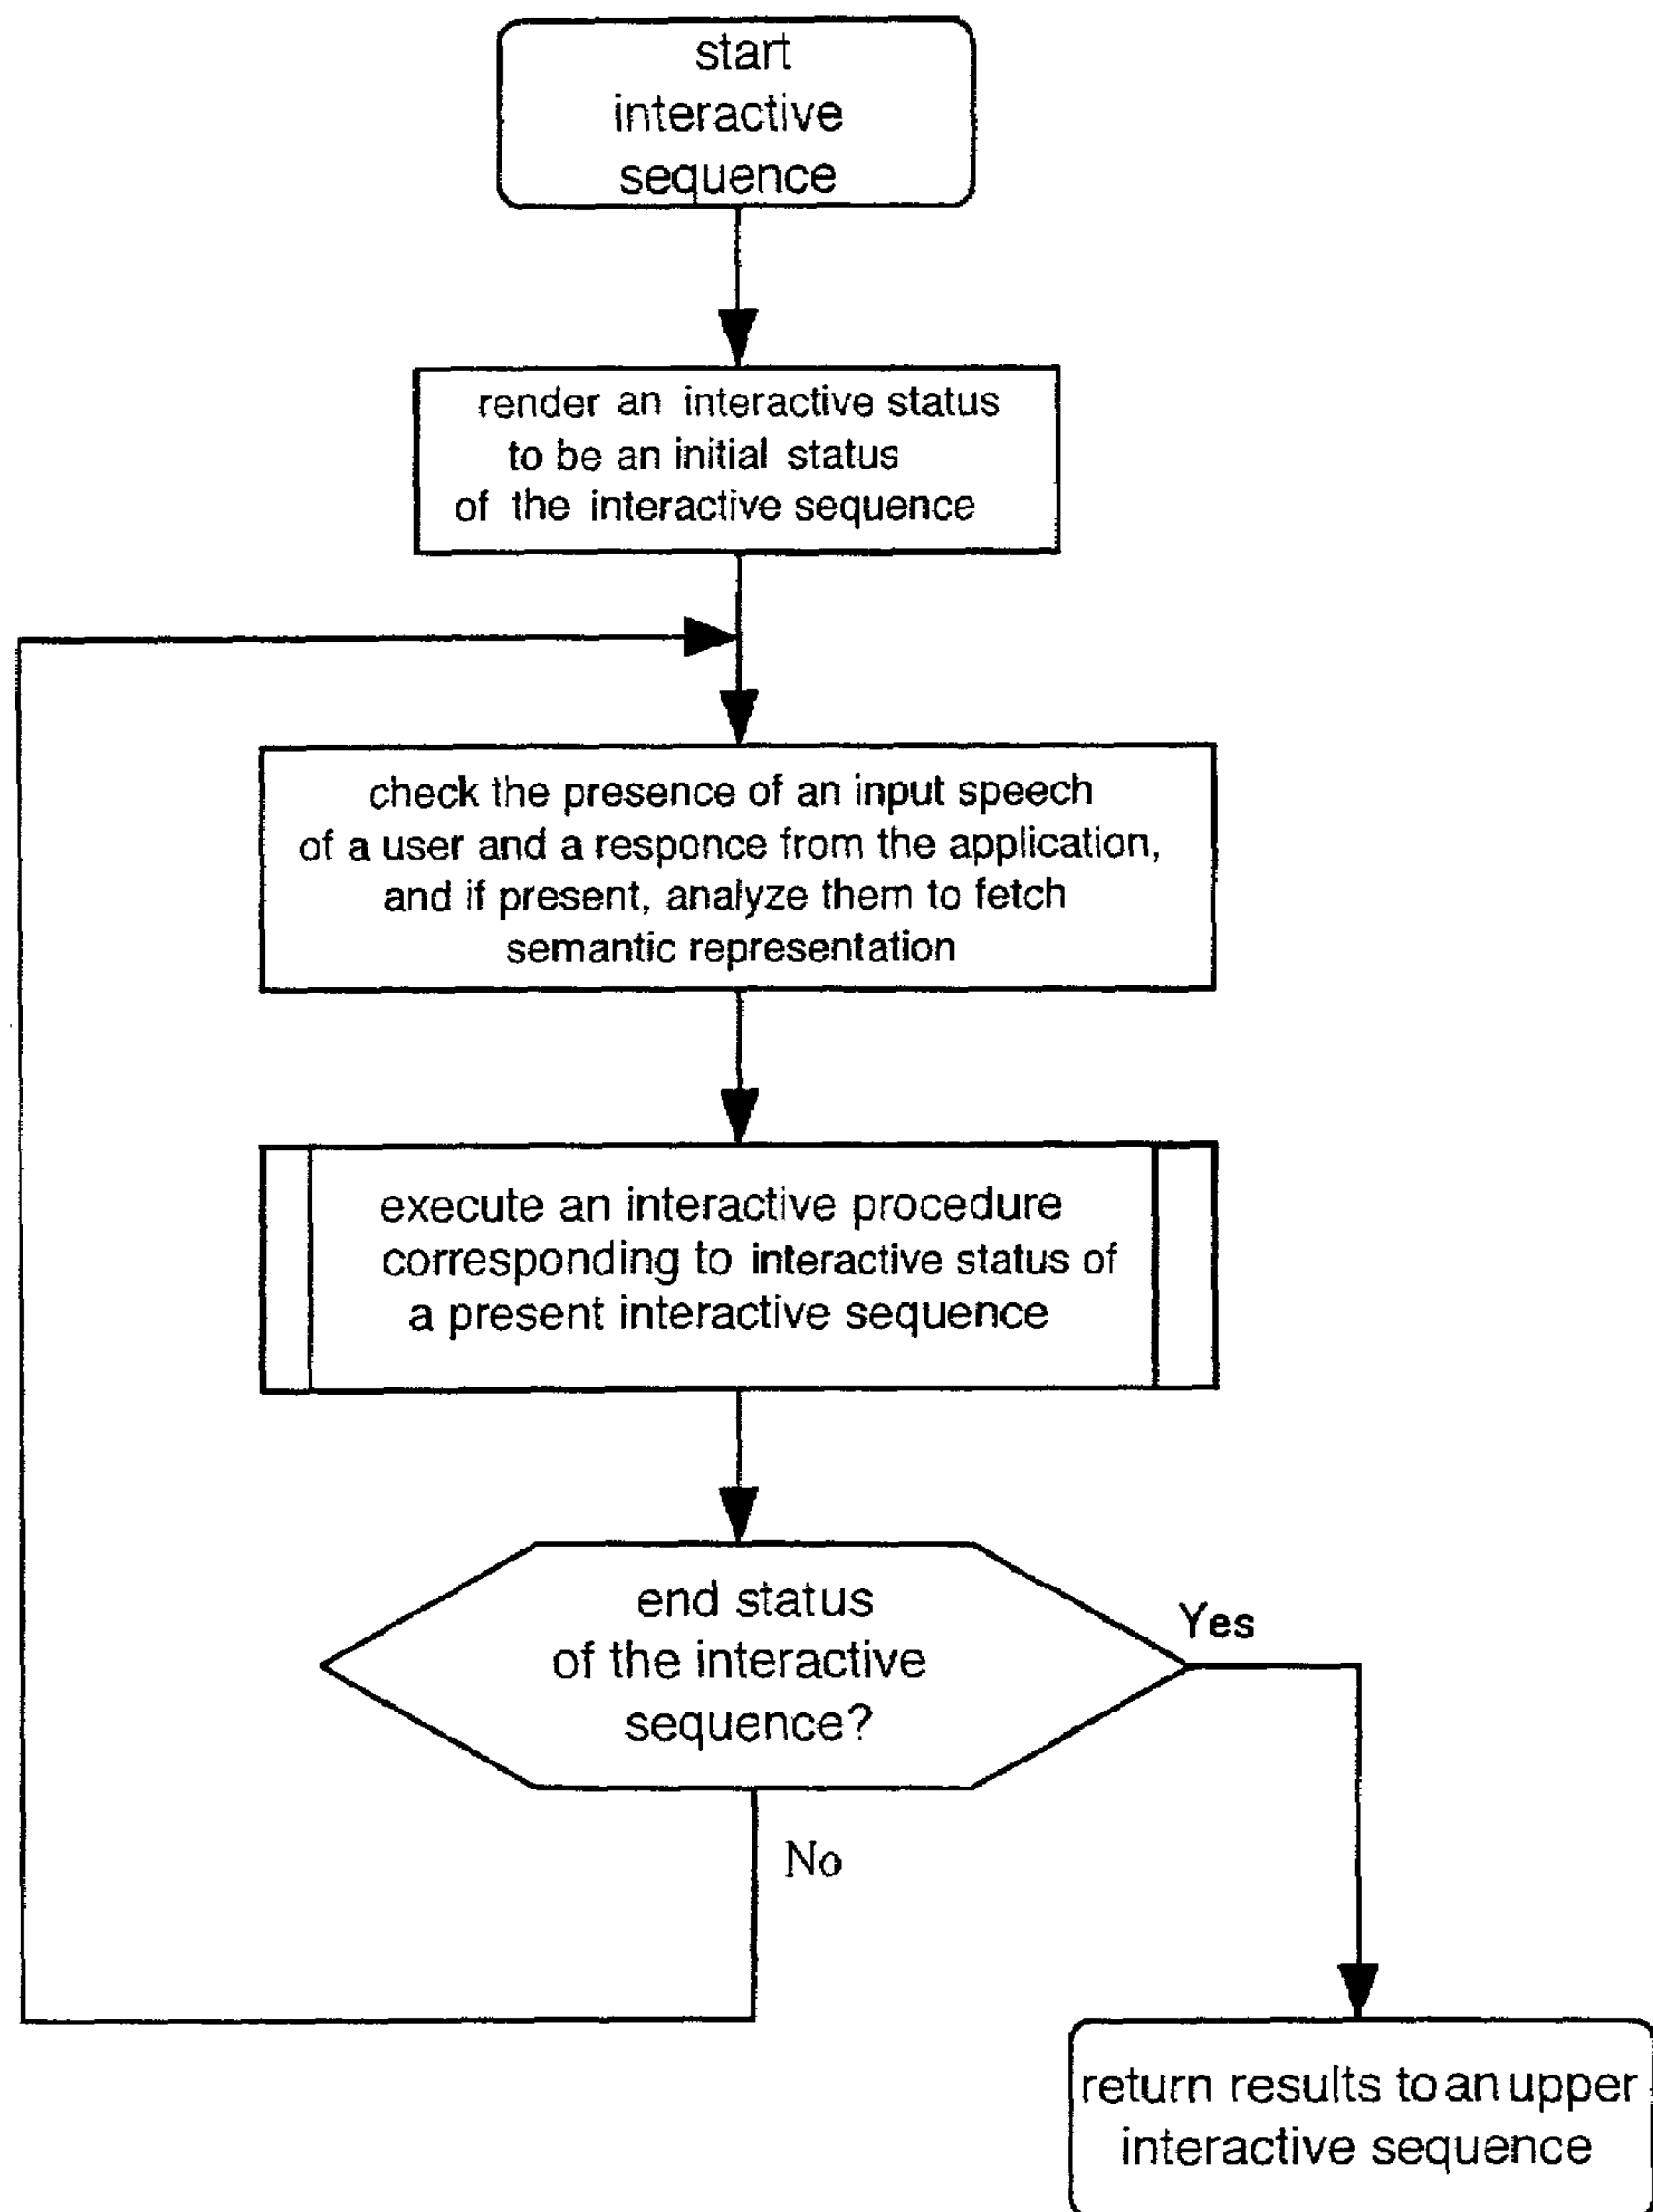 start
interactive
sequence
render an interactive status
to be an initial status
of the interactive sequence
check the presence of an input speech
of a user and a responce from the application,
and if present, analyze them to fetch
semantic representation
execute an interactive procedure
corresponding to interactive status of
a present interactive sequence
end status
of the interactive
sequence?
Yes
No
return results to an upper
interactive sequence